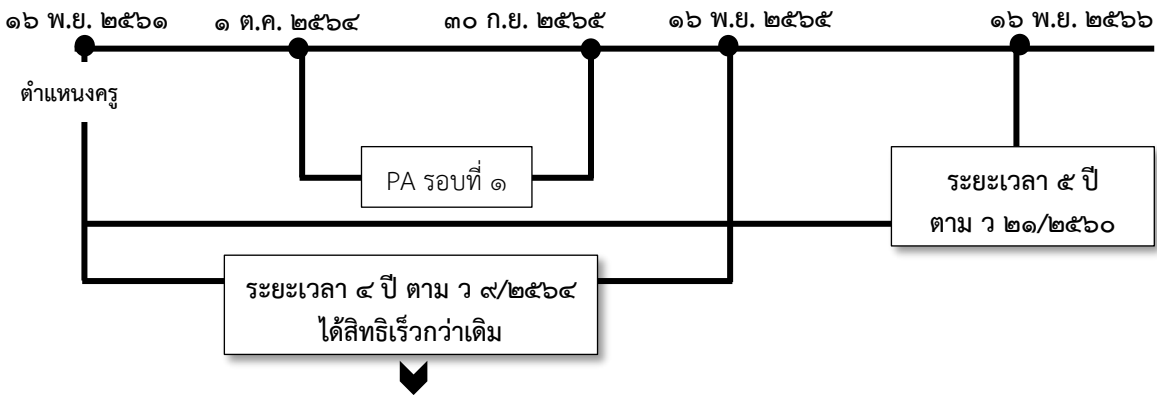 ๑๖ พ.ย. ๒๕๖๑ ๑ ต.ค. ๒๕๖๔ ๓๐ ก.ย. ๒๕๖๕ ๑๖ พ.ย. ๒๕๖๕ ๑๖ พ.ย. ๒๕๖๖
ตำแหนงครู
PA รอบที่ ๑
ระยะเวลา ๕ ปี
ตาม ว ๒๑/๒๕๖๐
ระยะเวลา ๔ ปี ตาม ว ๙/๒๕๖๔
ได้สิทธิเร็วกว่าเดิม